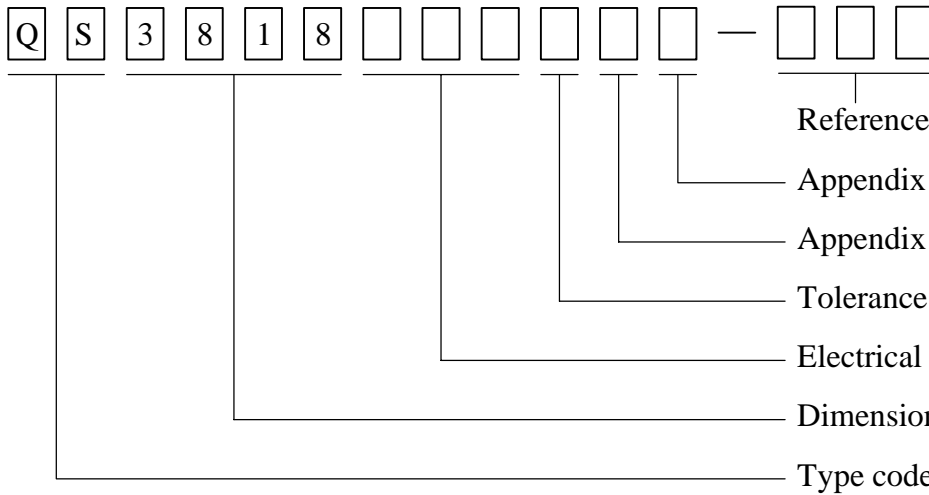 Q S 3 8 1 8 —
Reference
Appendix
Appendix
Tolerance
Electrical
Dimension
Type code